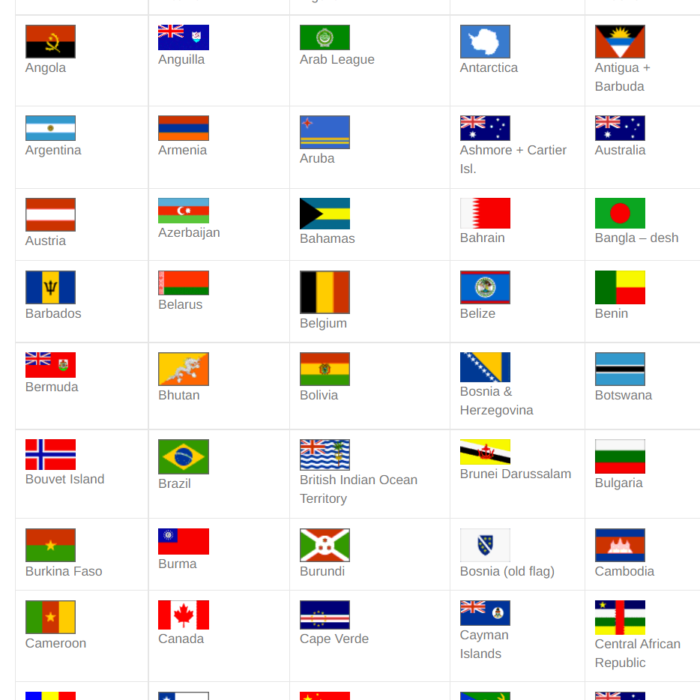 Angola
Anguilla
Arab League
Antarctica
Antigua +
Barbuda
Argentina
Armenia
Aruba
Ashmore + Cartier
Isl.
Australia
Austria
Azerbaijan
Bahamas
Bahrain
Bangla – desh
Barbados
Belarus
Belgium
Belize
Benin
Bermuda
Bhutan
Bolivia
Bosnia &
Herzegovina
Botswana
Bouvet Island
Brazil
British Indian Ocean
Territory
Brunei Darussalam
Bulgaria
Burkina Faso
Burma
Burundi
Bosnia (old flag)
Cambodia
Cameroon
Canada
Cape Verde
Cayman
Islands
Central African
Republic